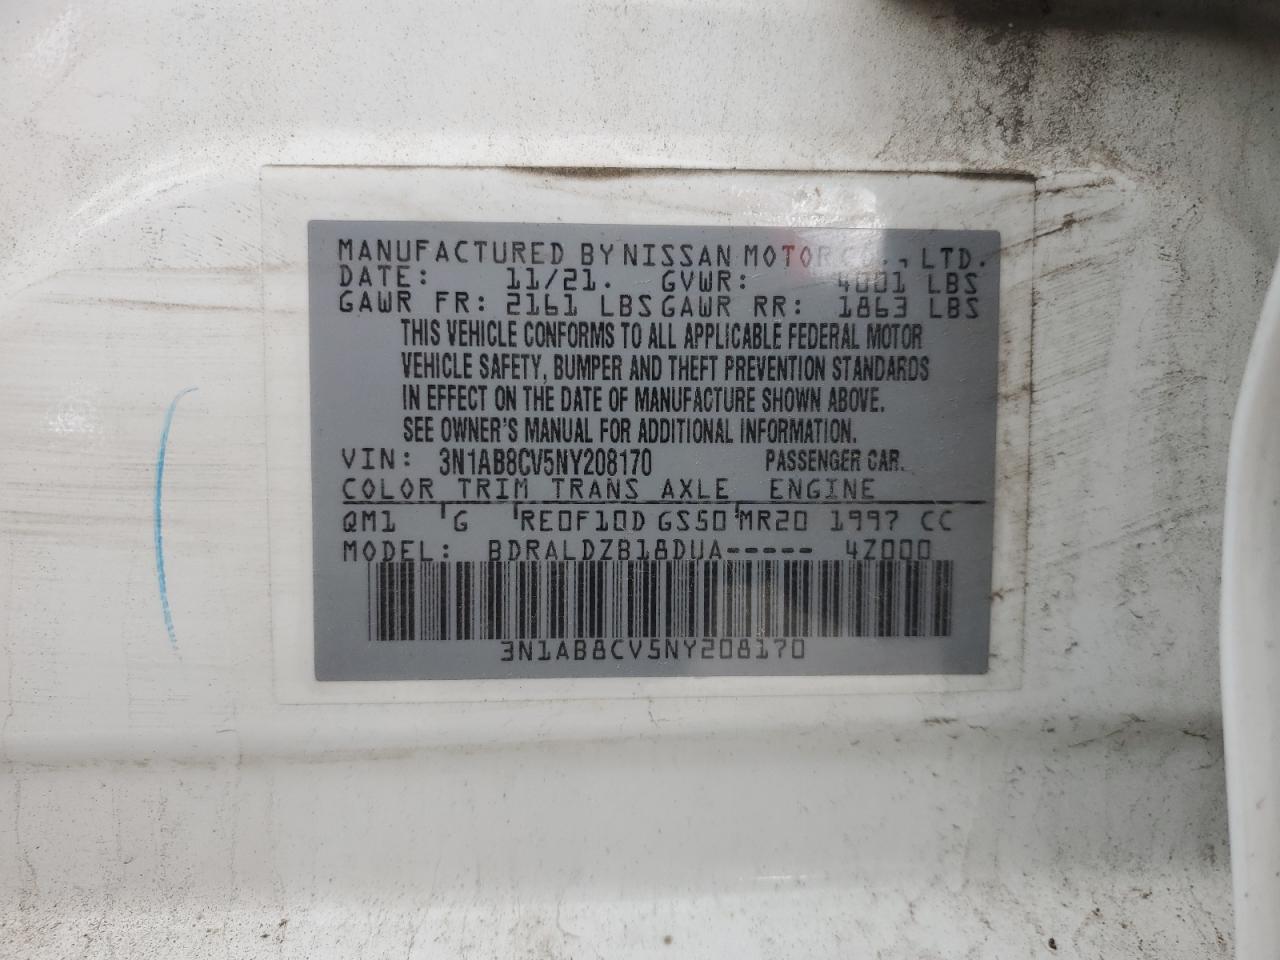 MANUFACTURED BY NISSAN MOTOR CO., LTD.
DATE: 11/21. GVWR: 4001 LBS
GAWR FR: 2161 LBS GAWR RR: 1863 LBS
THIS VEHICLE CONFORMS TO ALL APPLICABLE FEDERAL MOTOR
VEHICLE SAFETY, BUMPER AND THEFT PREVENTION STANDARDS
IN EFFECT ON THE DATE OF MANUFACTURE SHOWN ABOVE.
SEE OWNER'S MANUAL FOR ADDITIONAL INFORMATION.
VIN: 3N1AB8CV5NY208170 PASSENGER CAR.
COLOR TRIM TRANS AXLE ENGINE
QM1 'G 'RE0F10D GS50 'MR20 1997 CC
MODEL: BDRALDZB18DUA----- 4Z000
3N1AB8CV5NY208170